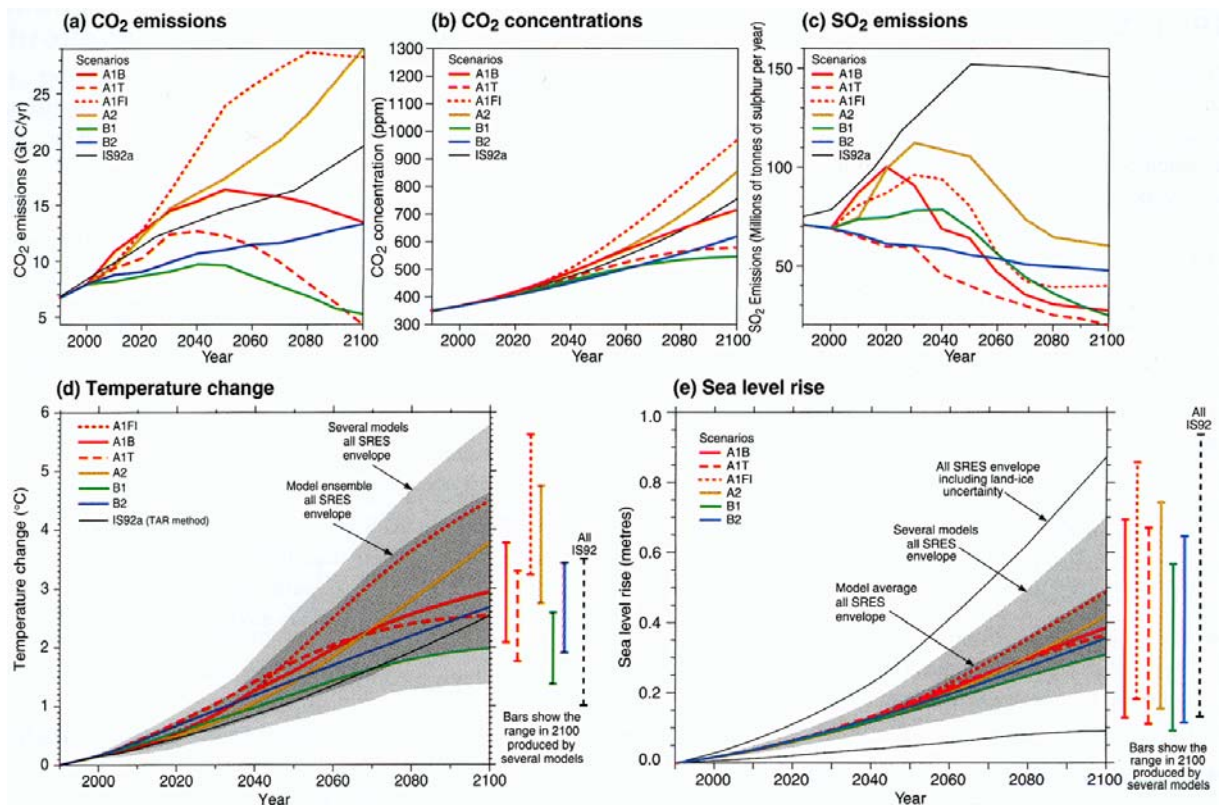 (a) CO2 emissions
CO2 emissions (Gt C/yr)
25
20
15
10
5
Scenarios
A1B
A1T
A1FI
A2
B1
B2
IS92a
2000 2020 2040 2060 2080 2100
Year
(b) CO2 concentrations
CO2 concentration (ppm)
1300
1200
1100
1000
900
800
700
600
500
400
300
Scenarios
A1B
A1T
A1FI
A2
B1
B2
IS92a
2000 2020 2040 2060 2080 2100
Year
(c) SO2 emissions
SO2 Emissions (Millions of tonnes of sulphur per year)
150
100
50
Scenarios
A1B
A1T
A1FI
A2
B1
B2
IS92a
2000 2020 2040 2060 2080 2100
Year
(d) Temperature change
Temperature change (°C)
6
5
4
3
2
1
0
A1FI
A1B
A1T
A2
B1
B2
IS92a (TAR method)
Several models
all SRES
envelope
Model ensemble
all SRES
envelope
All
IS92
Bars show the
range in 2100
produced by
several models
2000 2020 2040 2060 2080 2100
Year
(e) Sea level rise
Sea level rise (metres)
1.0
0.8
0.6
0.4
0.2
0.0
Scenarios
A1B
A1T
A1FI
A2
B1
B2
All SRES envelope
including land-ice
uncertainty
Several models
all SRES
envelope
Model average
all SRES
envelope
All
IS92
Bars show the
range in 2100
produced by
several models
2000 2020 2040 2060 2080 2100
Year